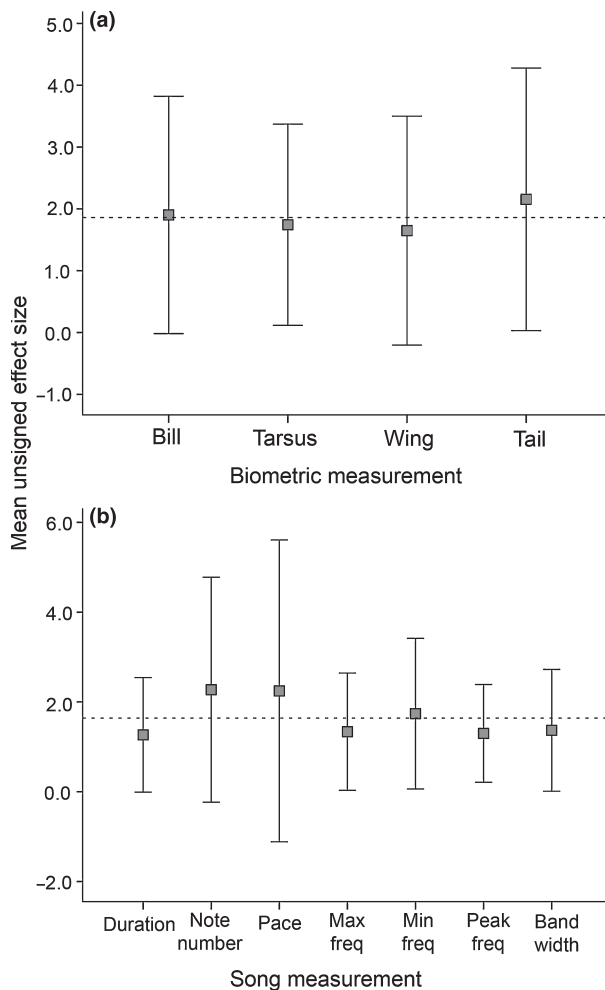 Mean unsigned effect size
(a)
5.0
4.0
3.0
2.0
1.0
0.0
−1.0
Bill Tarsus Wing Tail
Biometric measurement
(b)
6.0
4.0
2.0
0.0
−2.0
Duration Note Pace Max Min Peak Band
number freq freq freq width
Song measurement